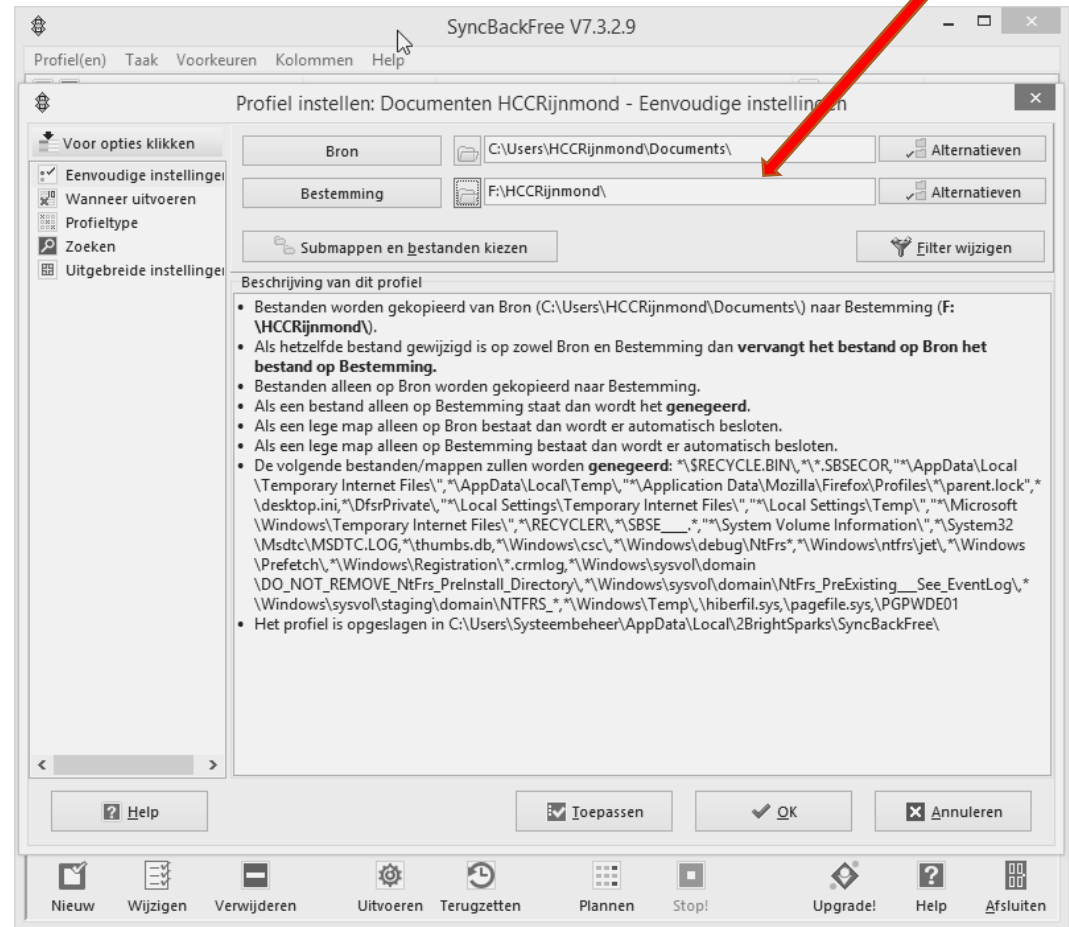 SyncBackFree V7.3.2.9
Profiel(en) Taak Voorkeuren Kolommen Help
Profiel instellen: Documenten HCCRijnmond - Eenvoudige instellingen
Voor opties klikken
Eenvoudige instellinge
Wanneer uitvoeren
Profieltype
Zoeken
Uitgebreide instellinge
Bron
C:\Users\HCCRijnmond\Documents\
Alternatieven
Bestemming
F:\HCCRijnmond\
Alternatieven
Submappen en bestanden kiezen
Filter wijzigen
Beschrijving van dit profiel
• Bestanden worden gekopieerd van Bron (C:\Users\HCCRijnmond\Documents\) naar Bestemming (F:
\HCCRijnmond\).
• Als hetzelfde bestand gewijzigd is op zowel Bron en Bestemming dan vervangt het bestand op Bron het
bestand op Bestemming.
• Bestanden alleen op Bron worden gekopieerd naar Bestemming.
• Als een bestand alleen op Bestemming staat dan wordt het genegeerd.
• Als een lege map alleen op Bron bestaat dan wordt er automatisch besloten.
• Als een lege map alleen op Bestemming bestaat dan wordt er automatisch besloten.
• De volgende bestanden/mappen zullen worden genegeerd: *\$RECYCLE.BIN\,*\*.SBSECOR,"*\AppData\Local
\Temporary Internet Files\",*\AppData\Local\Temp\,"*\Application Data\Mozilla\Firefox\Profiles\*\parent.lock",*
\desktop.ini,*\DfsrPrivate\,"*\Local Settings\Temporary Internet Files\","*\Local Settings\Temp\","*\Microsoft
\Windows\Temporary Internet Files\",*\RECYCLER\,*\SBSE___.*,"*\System Volume Information\",*\System32
\Msdtc\MSDTC.LOG,*\thumbs.db,*\Windows\csc\,*\Windows\debug\NtFrs*,*\Windows\ntfrs\jet\,*\Windows
\Prefetch\,*\Windows\Registration\*.crmlog,*\Windows\sysvol\domain
\DO_NOT_REMOVE_NtFrs_PreInstall_Directory\,*\Windows\sysvol\domain\NtFrs_PreExisting___See_EventLog\,*
\Windows\sysvol\staging\domain\NTFRS_*,*\Windows\Temp\,\hiberfil.sys,\pagefile.sys,\PGPWDE01
• Het profiel is opgeslagen in C:\Users\Systeembeheer\AppData\Local\2BrightSparks\SyncBackFree\
Help
Toepassen
OK
Annuleren
Nieuw Wijzigen Verwijderen Uitvoeren Terugzetten Plannen Stop! Upgrade! Help Afsluiten